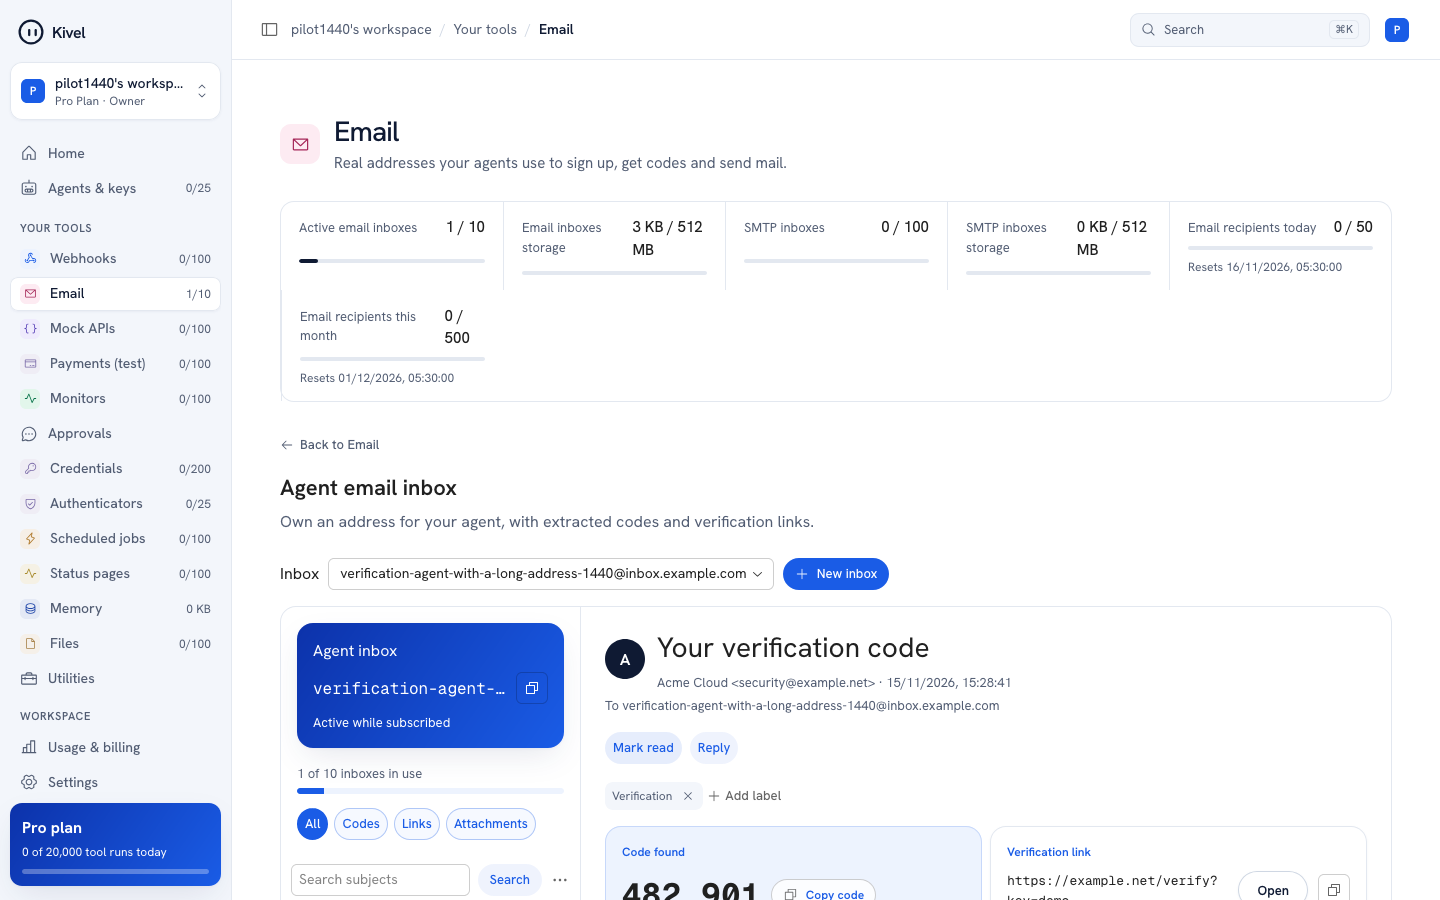 Kivel
pilot1440's worksp...
Pro Plan · Owner
P
Home
Agents & keys 0/25
YOUR TOOLS
Webhooks 0/100
Email 1/10
Mock APIs 0/100
Payments (test) 0/100
Monitors 0/100
Approvals
Credentials 0/200
Authenticators 0/25
Scheduled jobs 0/100
Status pages 0/100
Memory 0 KB
Files 0/100
Utilities
WORKSPACE
Usage & billing
Settings
Pro plan
0 of 20,000 tool runs today
pilot1440's workspace / Your tools / Email
Search ⌘K
P
Email
Real addresses your agents use to sign up, get codes and send mail.
Active email inboxes 1 / 10
Email inboxes storage 3 KB / 512 MB
SMTP inboxes 0 / 100
SMTP inboxes storage 0 KB / 512 MB
Email recipients today 0 / 50
Resets 16/11/2026, 05:30:00
Email recipients this month 0 / 500
Resets 01/12/2026, 05:30:00
← Back to Email
Agent email inbox
Own an address for your agent, with extracted codes and verification links.
Inbox verification-agent-with-a-long-address-1440@inbox.example.com + New inbox
Agent inbox
verification-agent-…
Active while subscribed
1 of 10 inboxes in use
All Codes Links Attachments
Search subjects Search ...
A
Your verification code
Acme Cloud <security@example.net> · 15/11/2026, 15:28:41
To verification-agent-with-a-long-address-1440@inbox.example.com
Mark read Reply
Verification × + Add label
Code found
482 901 Copy code
Verification link
https://example.net/verify?
key=demo
Open